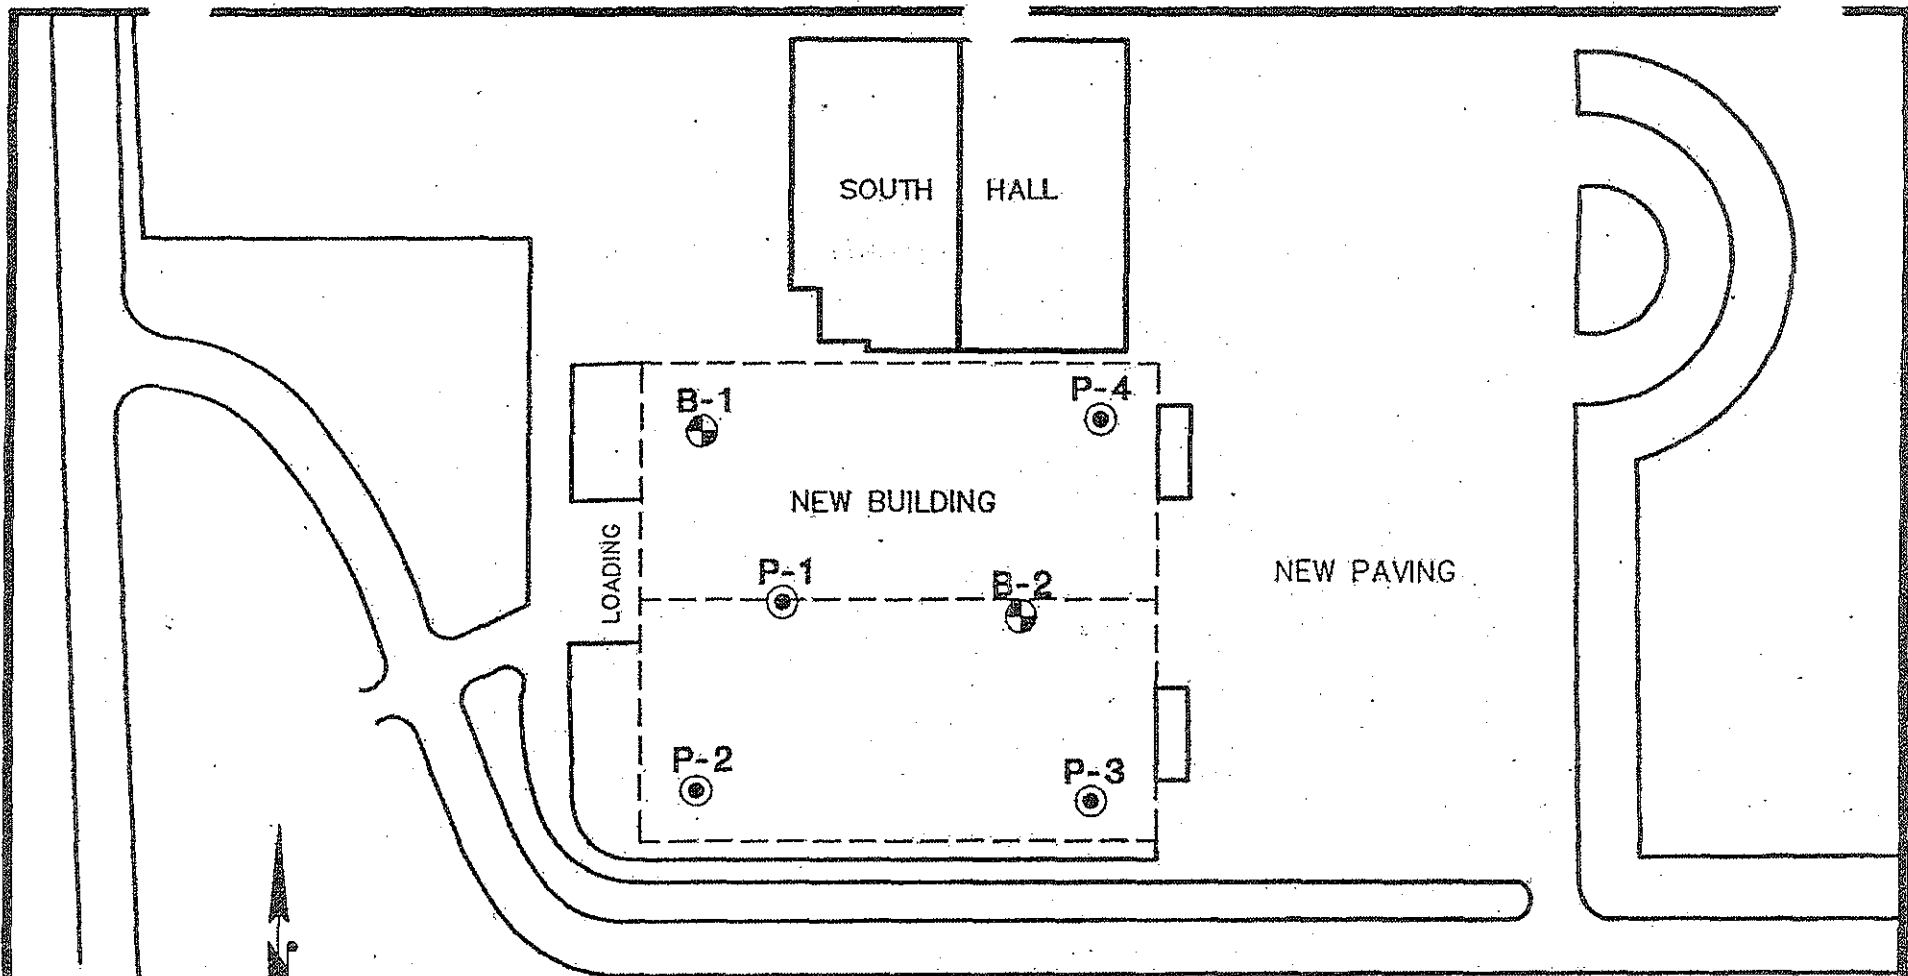 SOUTH HALL
B-1
P-4
NEW BUILDING
LOADING
P-1
B-2
NEW PAVING
P-2
P-3